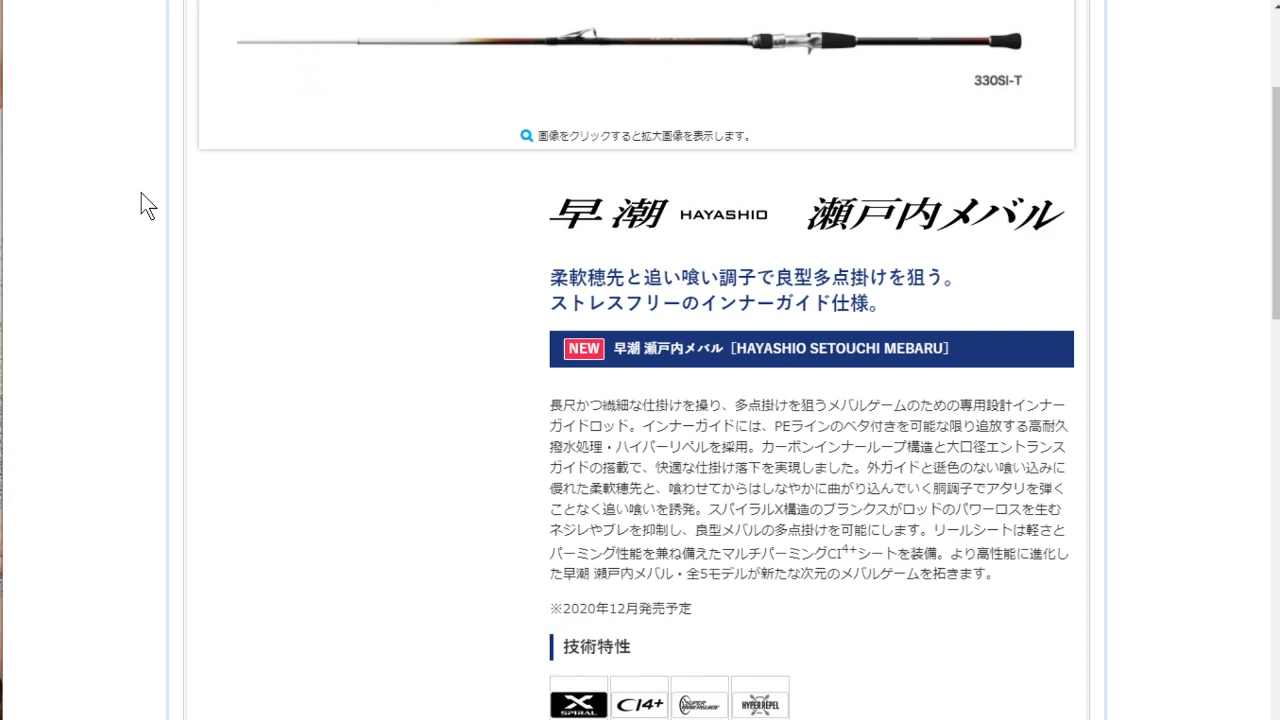 330SI-T
画像をクリックすると拡大画像を表示します。
早潮 HAYASHIO 瀬戸内メバル
柔軟穂先と追い喰い調子で良型多点掛けを狙う。
ストレスフリーのインナーガイド仕様。
NEW 早潮 瀬戸内メバル［HAYASHIO SETOUCHI MEBARU］
長尺かつ繊細な仕掛けを操り、多点掛けを狙うメバルゲームのための専用設計インナー
ガイドロッド。インナーガイドには、PEラインのベタ付きを可能な限り追放する高耐久
撥水処理・ハイパーリペルを採用。カーボンインナーループ構造と大口径エントランス
ガイドの搭載で、快適な仕掛け落下を実現しました。外ガイドと遜色のない喰い込みに
優れた柔軟穂先と、喰わせてからはしなやかに曲がり込んでいく胴調子でアタリを弾く
ことなく追い喰いを誘発。スパイラルX構造のブランクスがロッドのパワーロスを生む
ネジレやブレを抑制し、良型メバルの多点掛けを可能にします。リールシートは軽さと
パーミング性能を兼ね備えたマルチパーミングCI4+シートを装備。より高性能に進化し
た早潮 瀬戸内メバル・全5モデルが新たな次元のメバルゲームを拓きます。
※2020年12月発売予定
技術特性
X SPIRAL CI4+ SUPER INNERGUIDE HYPER REPEL